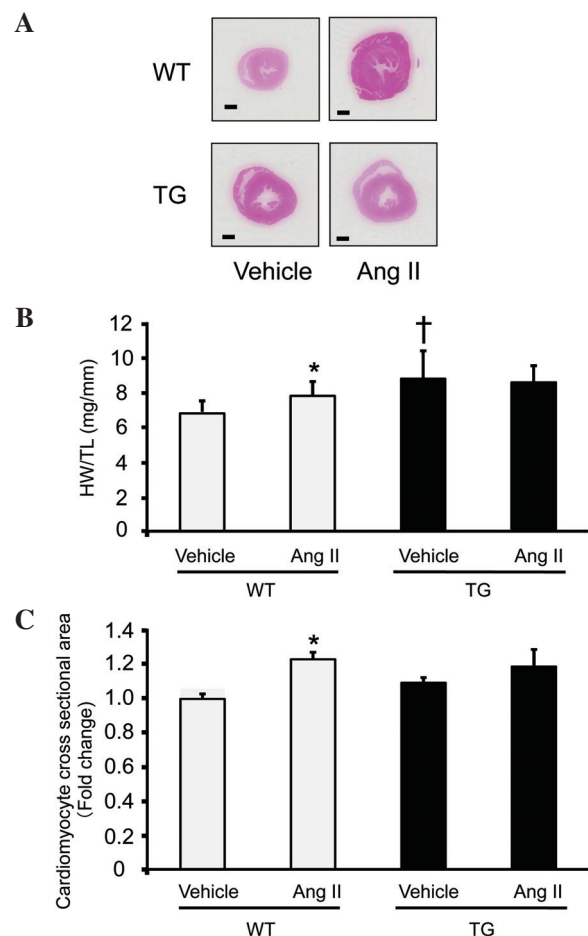 A
WT
TG
Vehicle Ang II
B
HW/TL (mg/mm)
12
10
8
6
4
2
0
*
†
Vehicle Ang II Vehicle Ang II
WT TG
C
Cardiomyocyte cross sectional area
(Fold change)
1.4
1.2
1.0
0.8
0.6
0.4
1.2
0
*
Vehicle Ang II Vehicle Ang II
WT TG